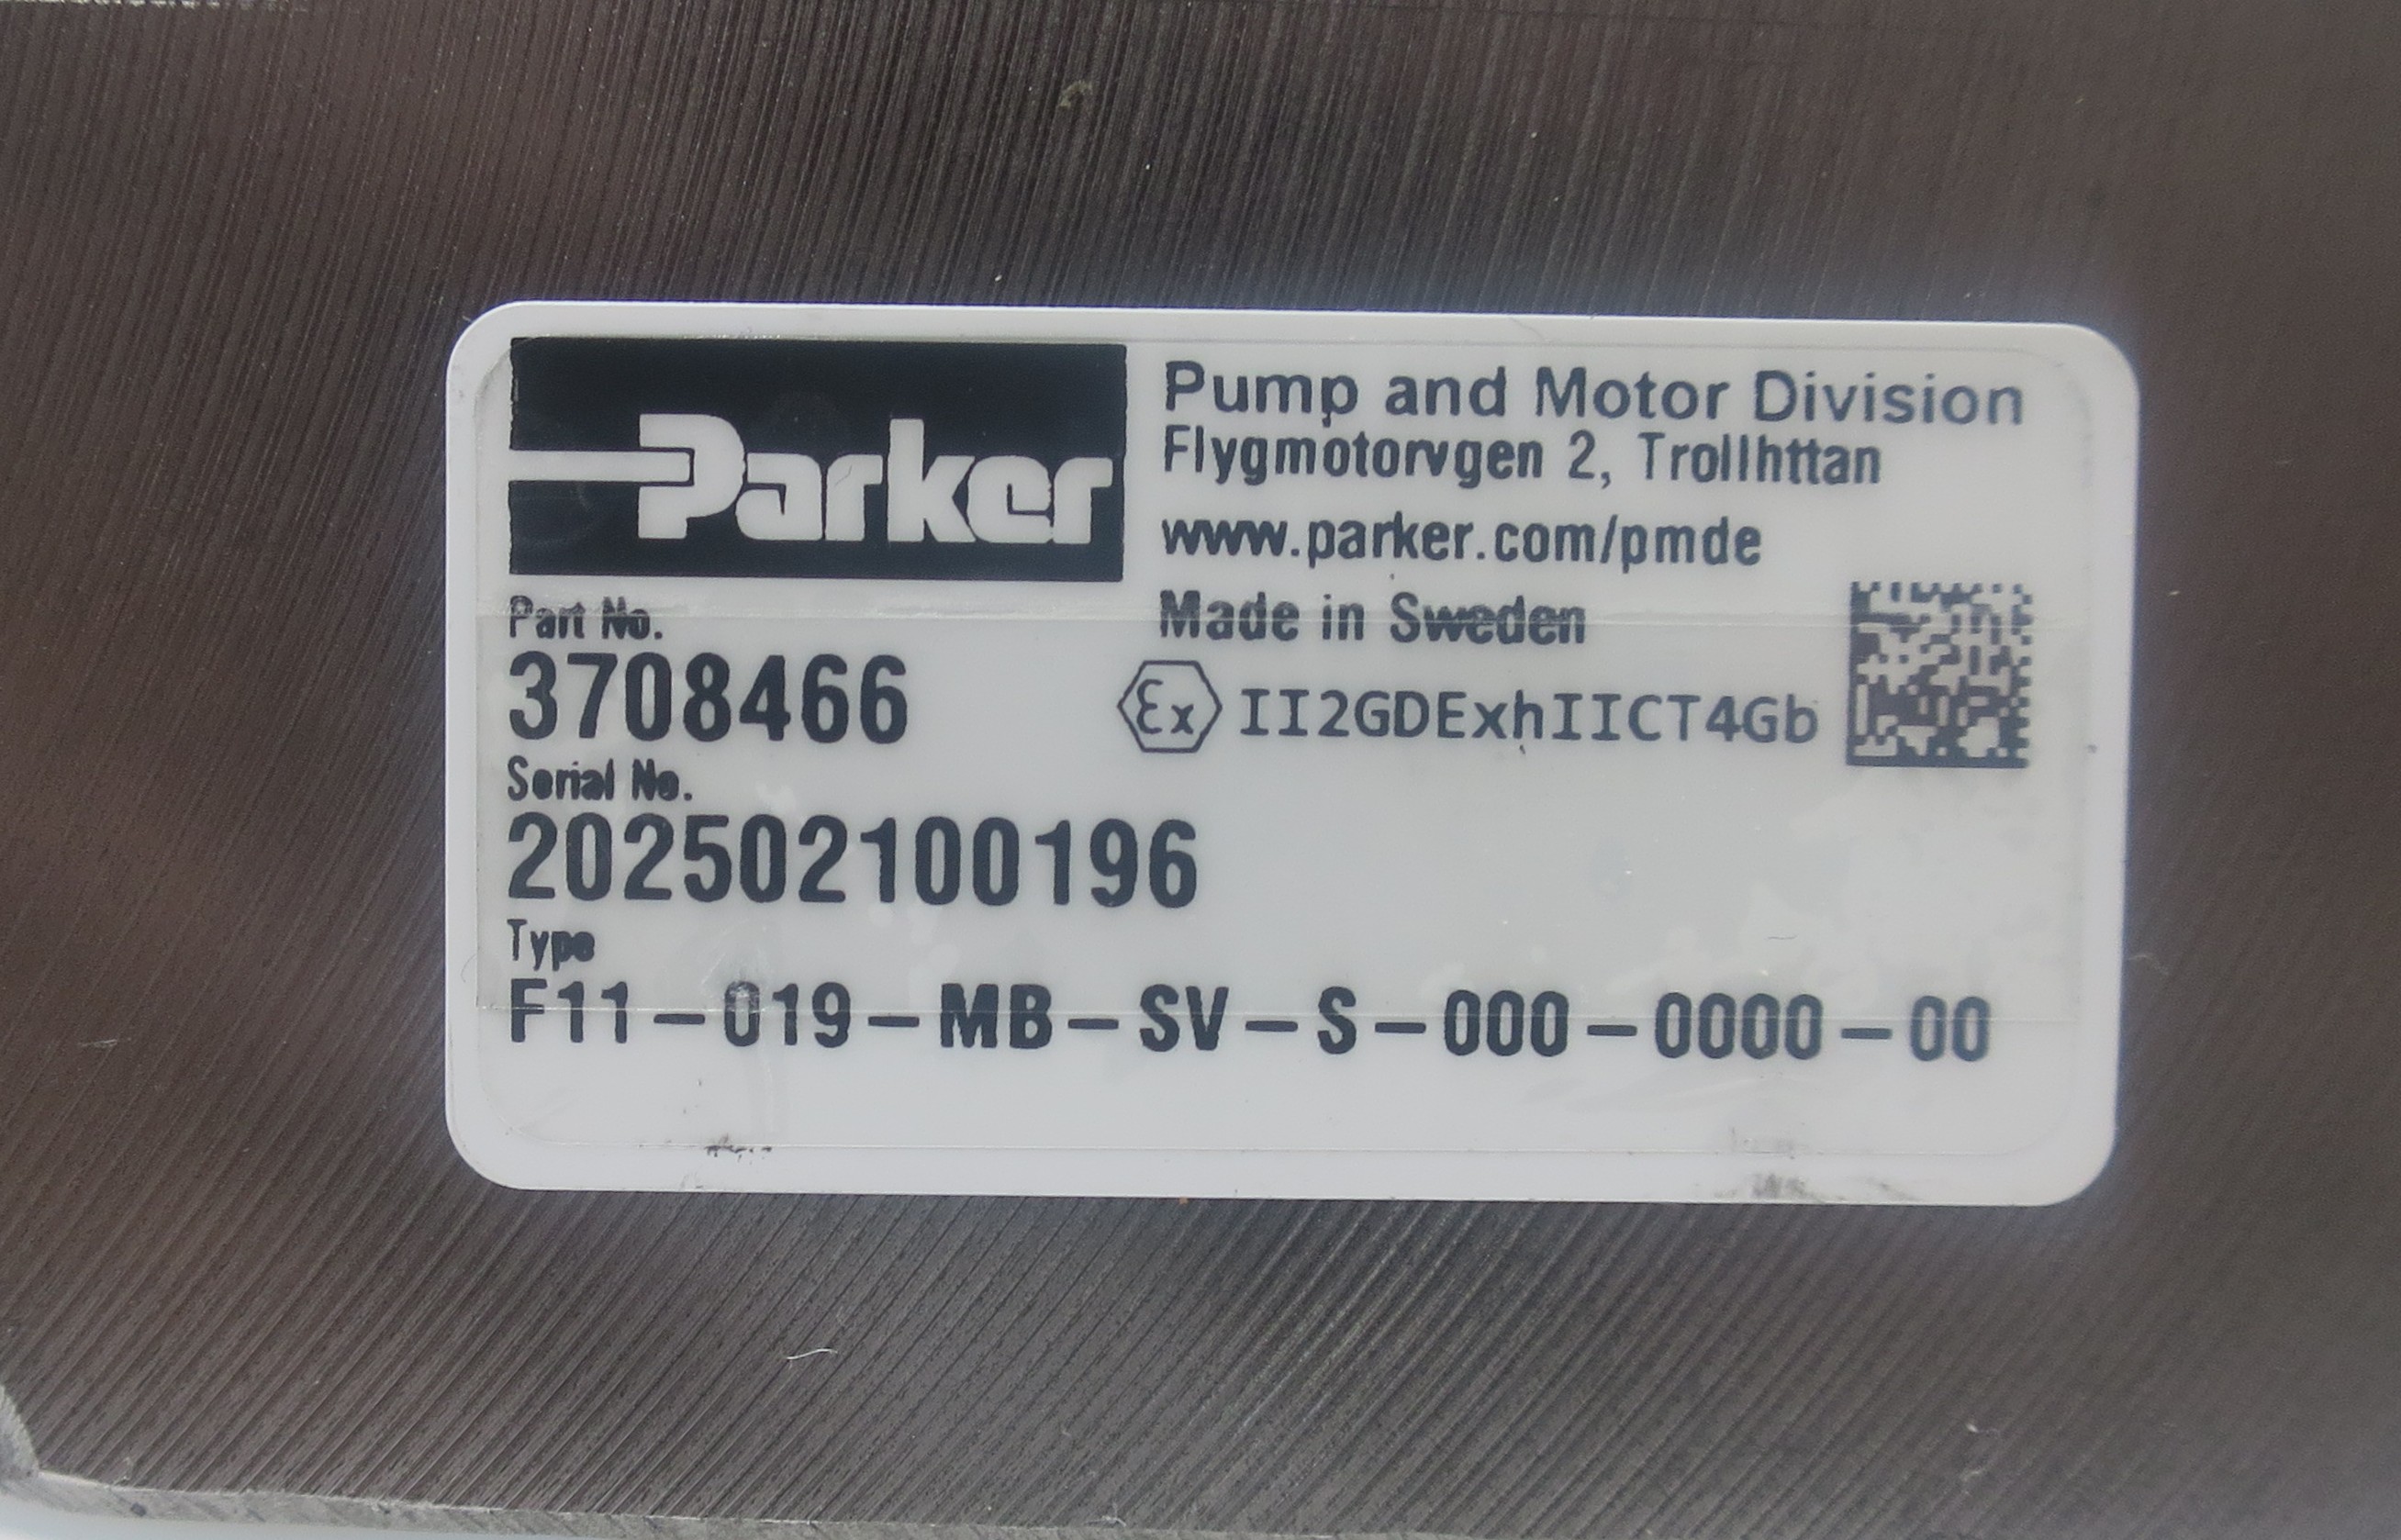 Parker
Pump and Motor Division
Flygmotorvgen 2, Trollhttan
www.parker.com/pmde
Made in Sweden
Part No.
3708466
Ex II2GDExhIICT4Gb
Serial No.
202502100196
Type
F11-019-MB-SV-S-000-0000-00